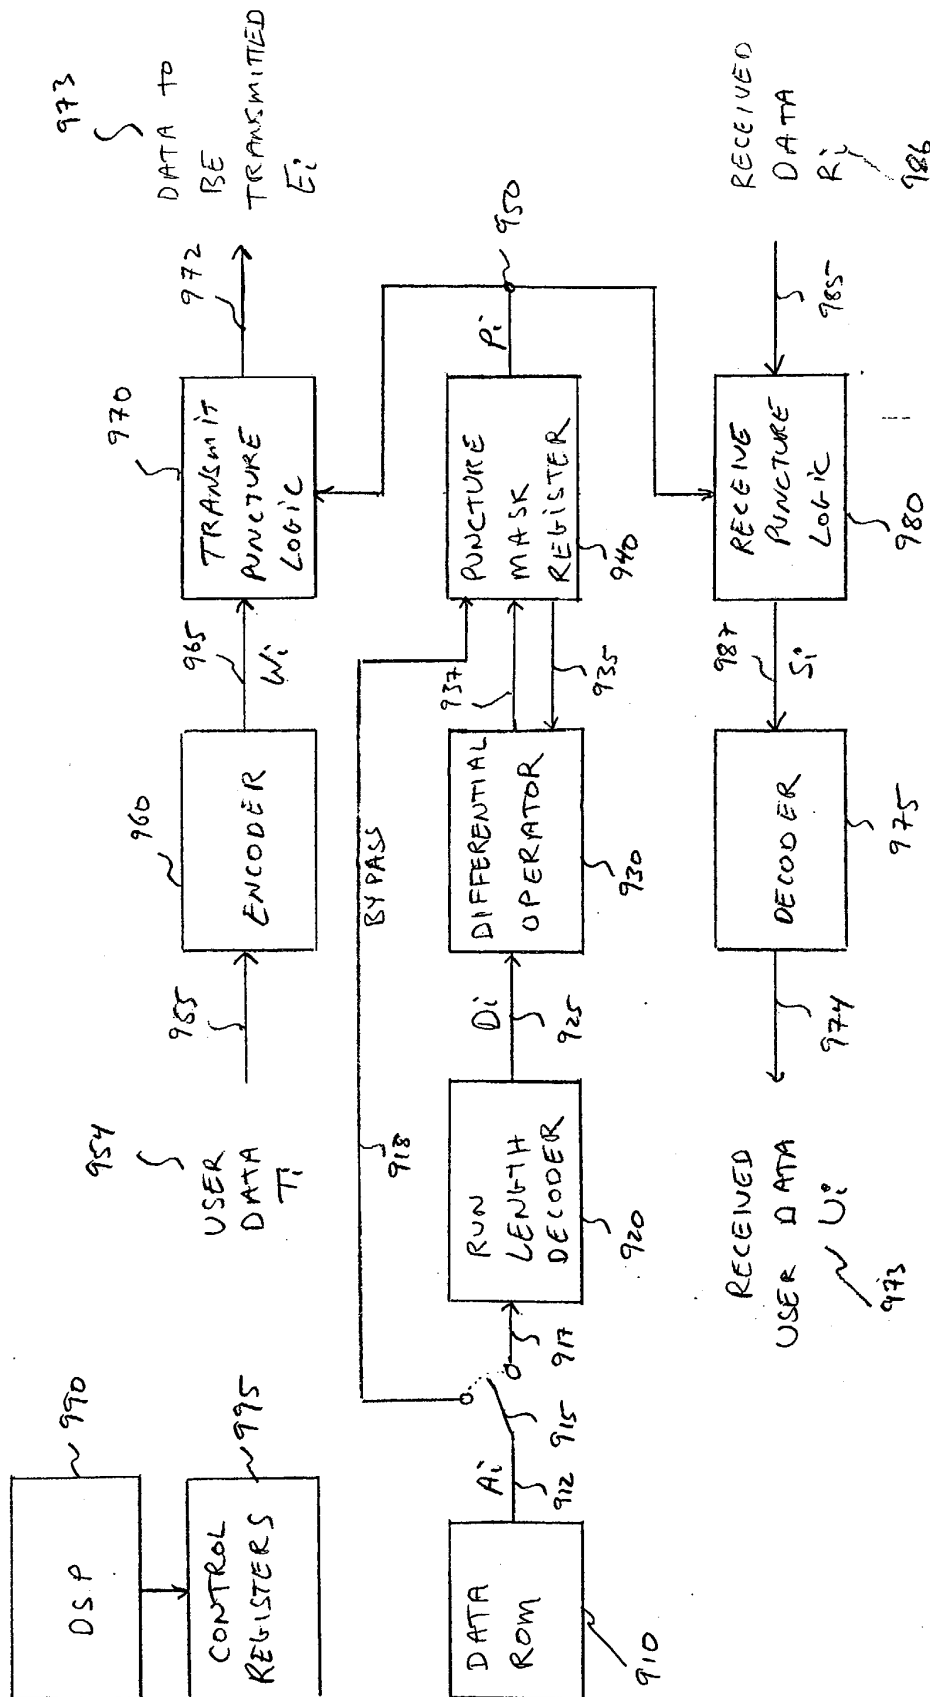 990
DSP
995
CONTROL
REGISTERS
954
USER
DATA
Ti
955
960
ENCODER
965
Wi
970
TRANSMIT
PUNCTURE
LOGIC
972
973
DATA TO
BE
TRANSMITTED
Ei
BYPASS
918
DATA
ROM
910
Ai
912
915
917
RUN
LENGTH
DECODER
920
Di
925
DIFFERENTIAL
OPERATOR
930
937
935
PUNCTURE
MASK
REGISTER
940
Pi
950
RECEIVED
USER DATA
Ui
973
974
DECODER
975
987
Si
RECEIVE
PUNCTURE
LOGIC
980
985
RECEIVED
DATA
Ri
986